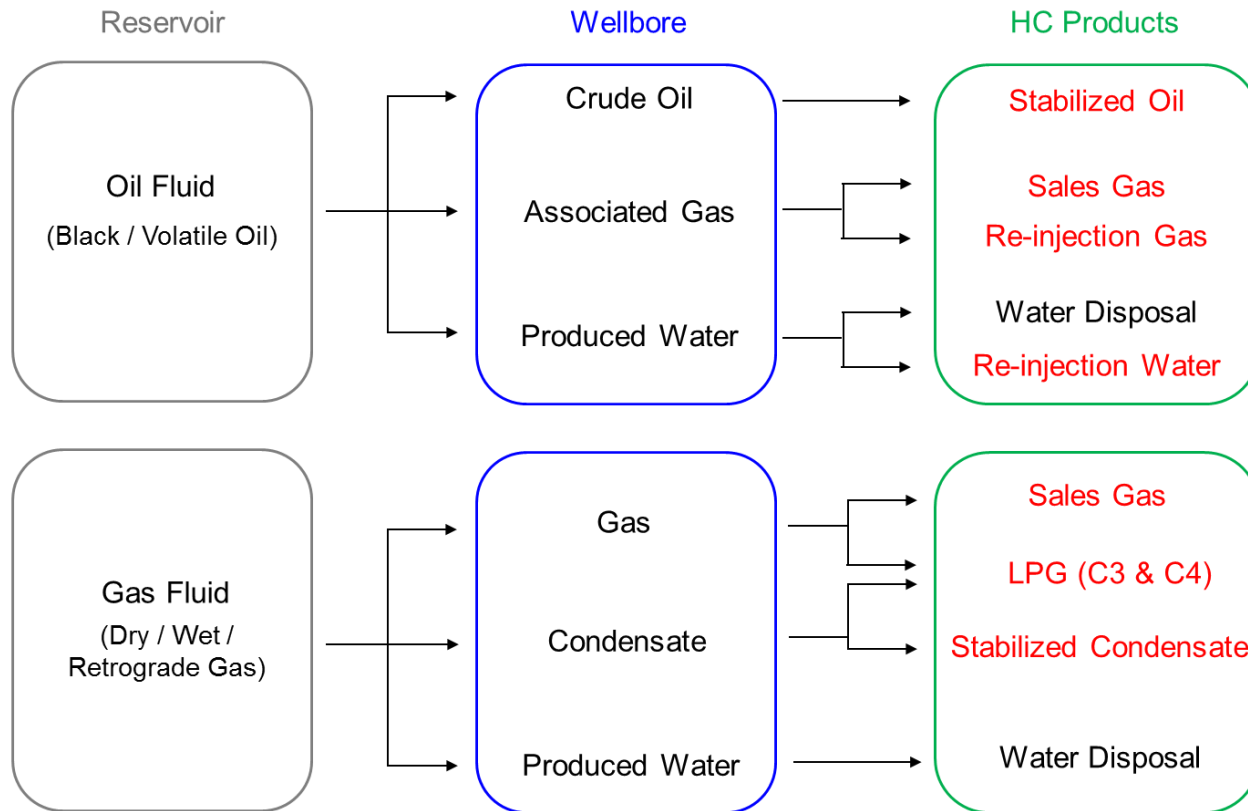 Reservoir
Wellbore
HC Products
Oil Fluid
(Black / Volatile Oil)
Crude Oil
Associated Gas
Produced Water
Stabilized Oil
Sales Gas
Re-injection Gas
Water Disposal
Re-injection Water
Gas Fluid
(Dry / Wet /
Retrograde Gas)
Gas
Condensate
Produced Water
Sales Gas
LPG (C3 & C4)
Stabilized Condensate
Water Disposal